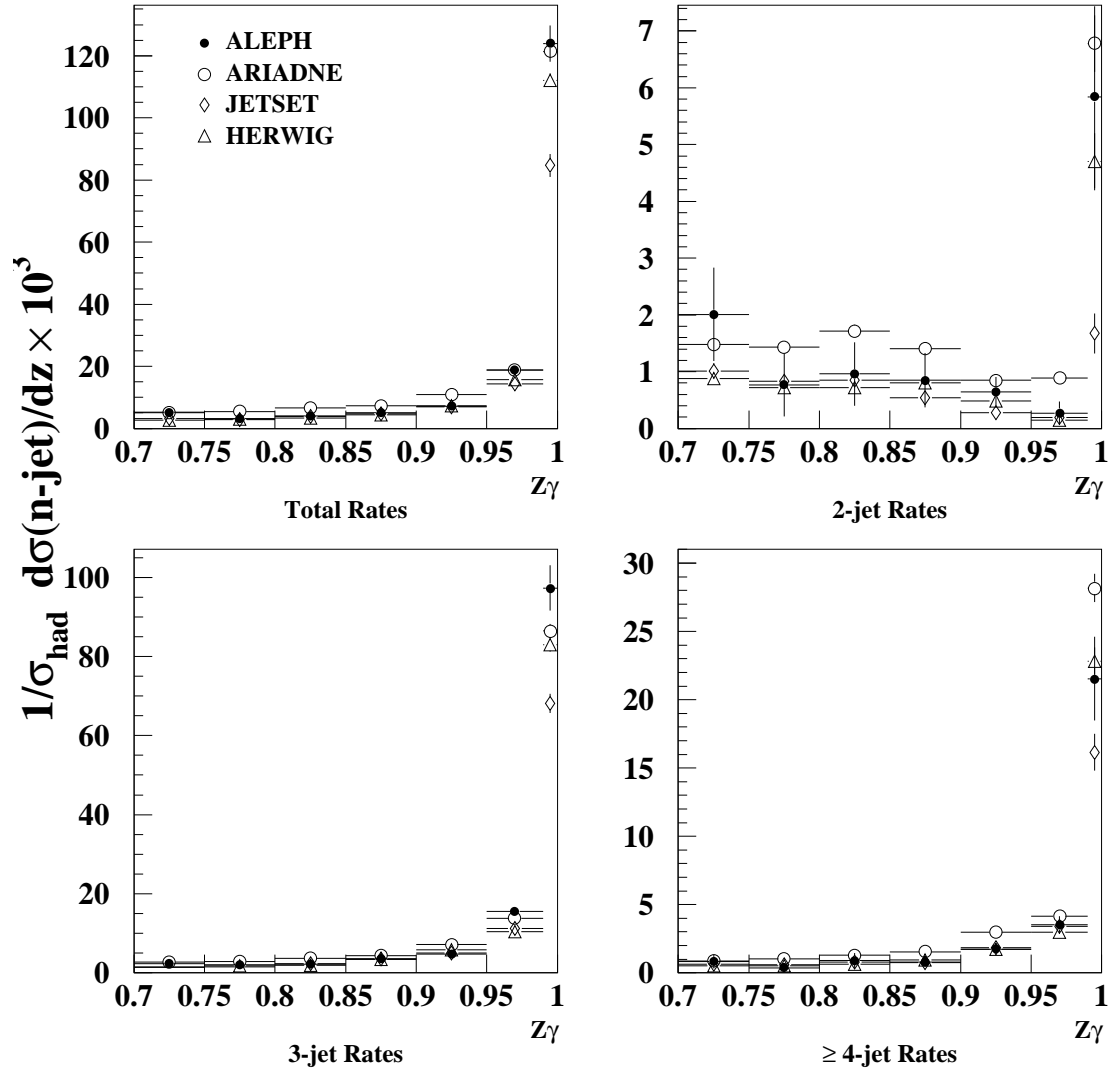 1/σhad dσ(n-jet)/dz × 10³
120
100
80
60
40
20
0
ALEPH
ARIADNE
JETSET
HERWIG
0.7 0.75 0.8 0.85 0.9 0.95 1
Zγ
Total Rates
7
6
5
4
3
2
1
0
0.7 0.75 0.8 0.85 0.9 0.95 1
Zγ
2-jet Rates
100
80
60
40
20
0
0.7 0.75 0.8 0.85 0.9 0.95 1
Zγ
3-jet Rates
30
25
20
15
10
5
0
0.7 0.75 0.8 0.85 0.9 0.95 1
Zγ
≥ 4-jet Rates